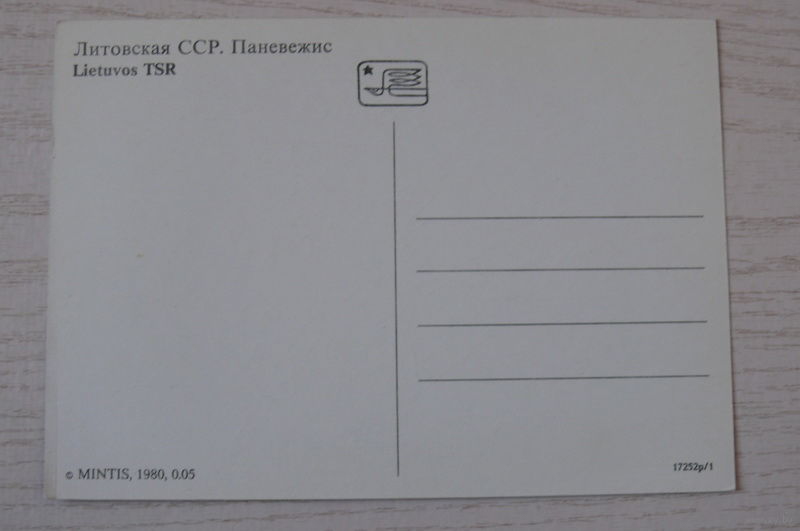 Литовская ССР. Паневежис
Lietuvos TSR
© MINTIS, 1980, 0.05
17252р/1